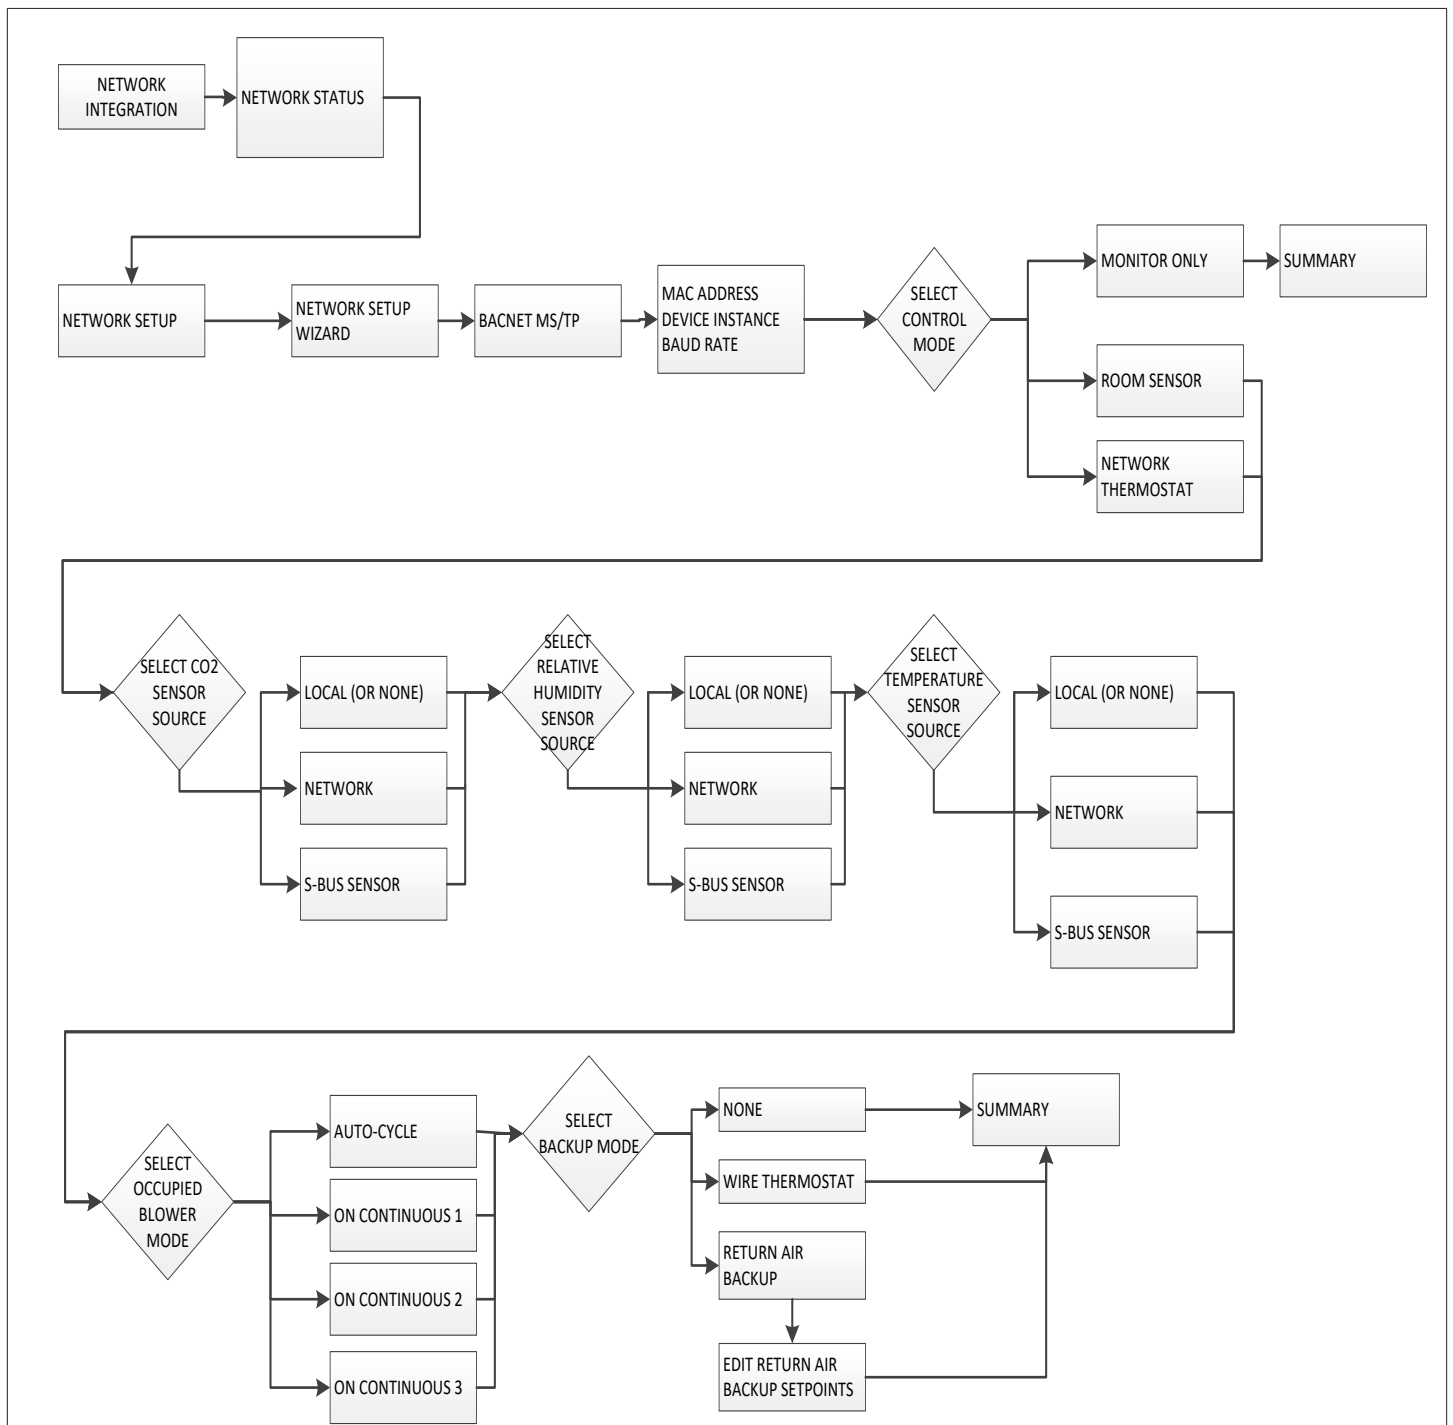 NETWORK
INTEGRATION
NETWORK STATUS
NETWORK SETUP
NETWORK SETUP
WIZARD
BACNET MS/TP
MAC ADDRESS
DEVICE INSTANCE
BAUD RATE
SELECT
CONTROL
MODE
MONITOR ONLY
SUMMARY
ROOM SENSOR
NETWORK
THERMOSTAT
SELECT CO2
SENSOR
SOURCE
LOCAL (OR NONE)
NETWORK
S-BUS SENSOR
SELECT
RELATIVE
HUMIDITY
SENSOR
SOURCE
LOCAL (OR NONE)
NETWORK
S-BUS SENSOR
SELECT
TEMPERATURE
SENSOR
SOURCE
LOCAL (OR NONE)
NETWORK
S-BUS SENSOR
SELECT
OCCUPIED
BLOWER
MODE
AUTO-CYCLE
ON CONTINUOUS 1
ON CONTINUOUS 2
ON CONTINUOUS 3
SELECT
BACKUP MODE
NONE
WIRE THERMOSTAT
RETURN AIR
BACKUP
EDIT RETURN AIR
BACKUP SETPOINTS
SUMMARY